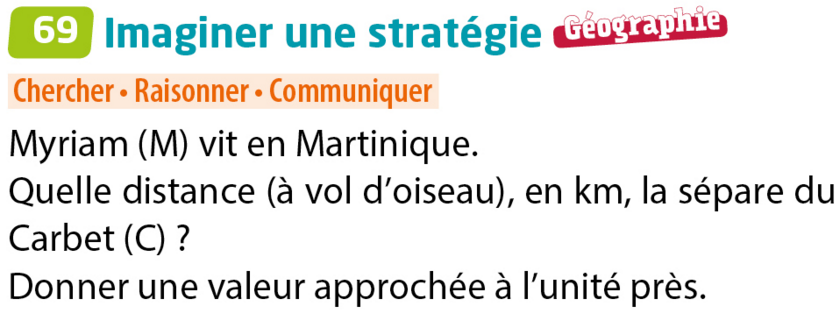 69 Imaginer une stratégie Géographie
Chercher • Raisonner • Communiquer
Myriam (M) vit en Martinique.
Quelle distance (à vol d’oiseau), en km, la sépare du
Carbet (C) ?
Donner une valeur approchée à l’unité près.